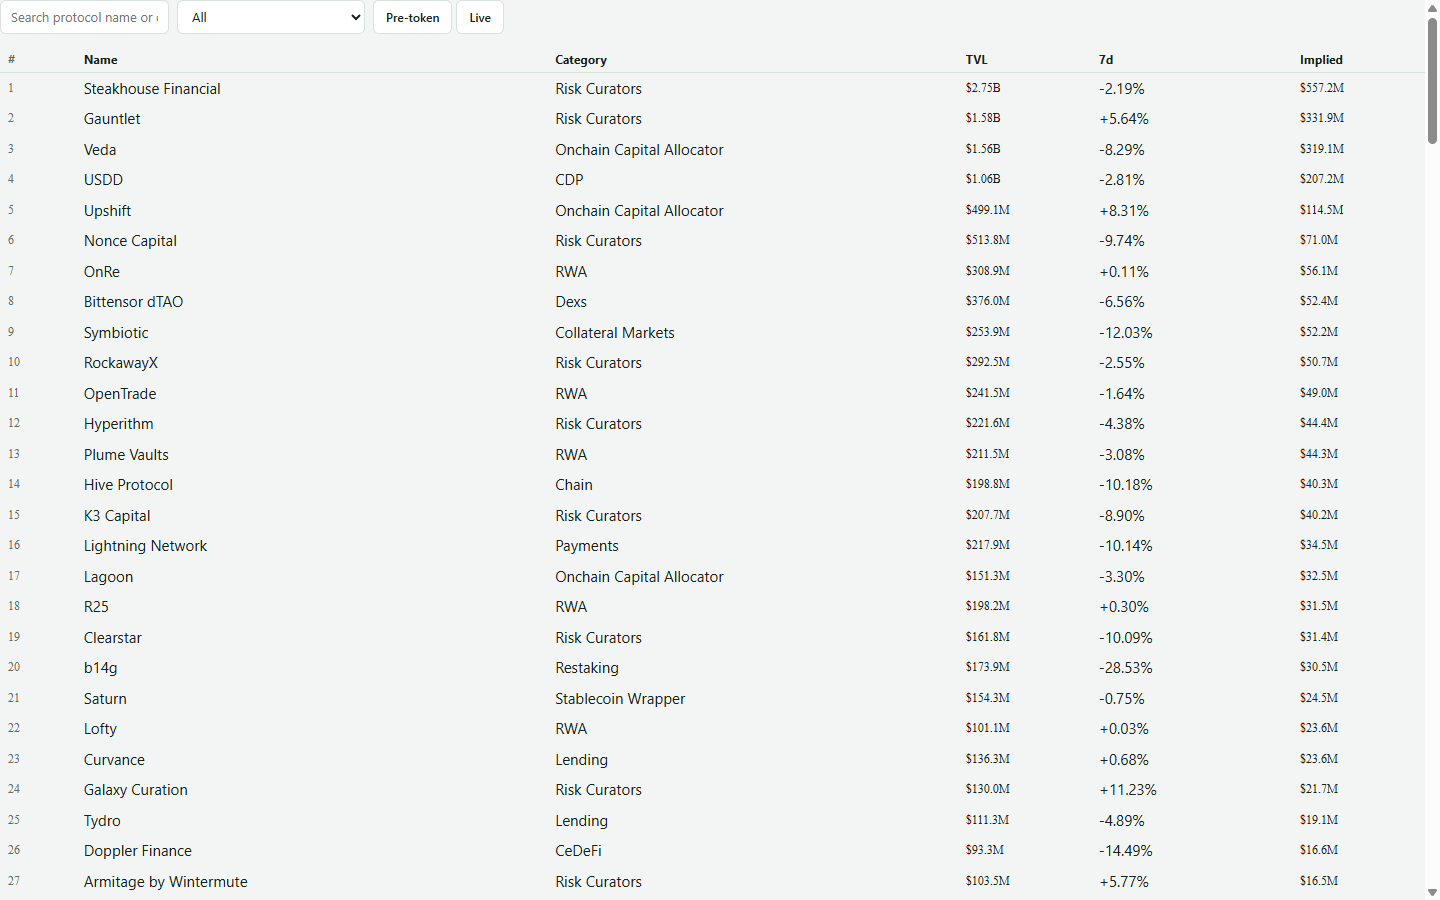 Search protocol name or All Pre-token Live
# Name Category TVL 7d Implied
1 Steakhouse Financial Risk Curators $2.75B -2.19% $557.2M
2 Gauntlet Risk Curators $1.58B +5.64% $331.9M
3 Veda Onchain Capital Allocator $1.56B -8.29% $319.1M
4 USDD CDP $1.06B -2.81% $207.2M
5 Upshift Onchain Capital Allocator $499.1M +8.31% $114.5M
6 Nonce Capital Risk Curators $513.8M -9.74% $71.0M
7 OnRe RWA $308.9M +0.11% $56.1M
8 Bittensor dTAO Dexs $376.0M -6.56% $52.4M
9 Symbiotic Collateral Markets $253.9M -12.03% $52.2M
10 RockawayX Risk Curators $292.5M -2.55% $50.7M
11 OpenTrade RWA $241.5M -1.64% $49.0M
12 Hyperithm Risk Curators $221.6M -4.38% $44.4M
13 Plume Vaults RWA $211.5M -3.08% $44.3M
14 Hive Protocol Chain $198.8M -10.18% $40.3M
15 K3 Capital Risk Curators $207.7M -8.90% $40.2M
16 Lightning Network Payments $217.9M -10.14% $34.5M
17 Lagoon Onchain Capital Allocator $151.3M -3.30% $32.5M
18 R25 RWA $198.2M +0.30% $31.5M
19 Clearstar Risk Curators $161.8M -10.09% $31.4M
20 b14g Restaking $173.9M -28.53% $30.5M
21 Saturn Stablecoin Wrapper $154.3M -0.75% $24.5M
22 Lofty RWA $101.1M +0.03% $23.6M
23 Curvance Lending $136.3M +0.68% $23.6M
24 Galaxy Curation Risk Curators $130.0M +11.23% $21.7M
25 Tydro Lending $111.3M -4.89% $19.1M
26 Doppler Finance CeDeFi $93.3M -14.49% $16.6M
27 Armitage by Wintermute Risk Curators $103.5M +5.77% $16.5M